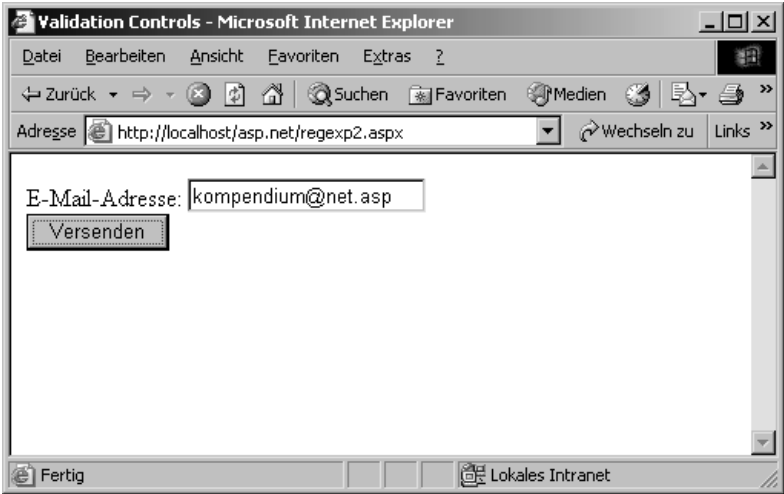 Validation Controls - Microsoft Internet Explorer
Datei Bearbeiten Ansicht Favoriten Extras ?
Zurück Suchen Favoriten Medien »
Adresse http://localhost/asp.net/regexp2.aspx Wechseln zu Links »
E-Mail-Adresse: kompendium@net.asp
Versenden
Fertig Lokales Intranet